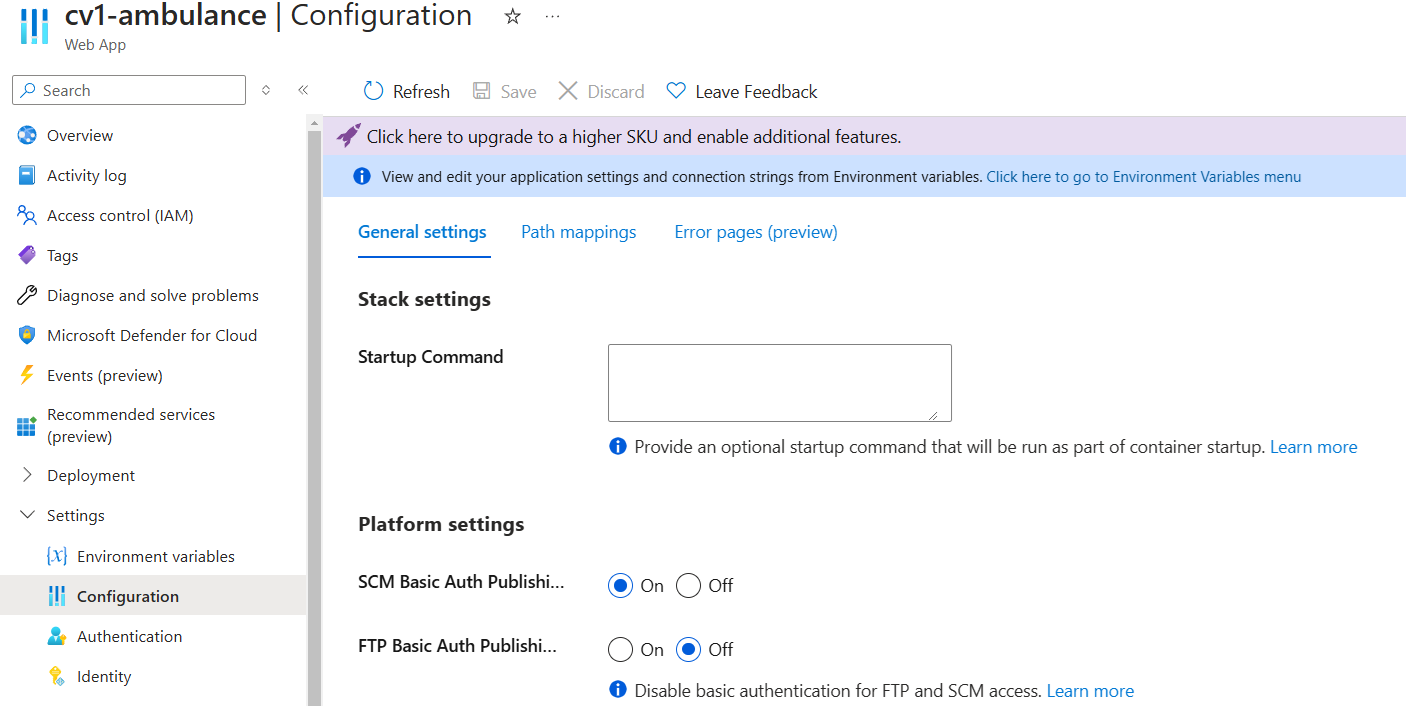 cv1-ambulance | Configuration
Web App
Search
Refresh
Save
Discard
Leave Feedback
Overview
Activity log
Access control (IAM)
Tags
Diagnose and solve problems
Microsoft Defender for Cloud
Events (preview)
Recommended services
(preview)
Deployment
Settings
Environment variables
Configuration
Authentication
Identity
Click here to upgrade to a higher SKU and enable additional features.
View and edit your application settings and connection strings from Environment variables. Click here to go to Environment Variables menu
General settings
Path mappings
Error pages (preview)
Stack settings
Startup Command
Provide an optional startup command that will be run as part of container startup. Learn more
Platform settings
SCM Basic Auth Publishi...
On
Off
FTP Basic Auth Publishi...
On
Off
Disable basic authentication for FTP and SCM access. Learn more